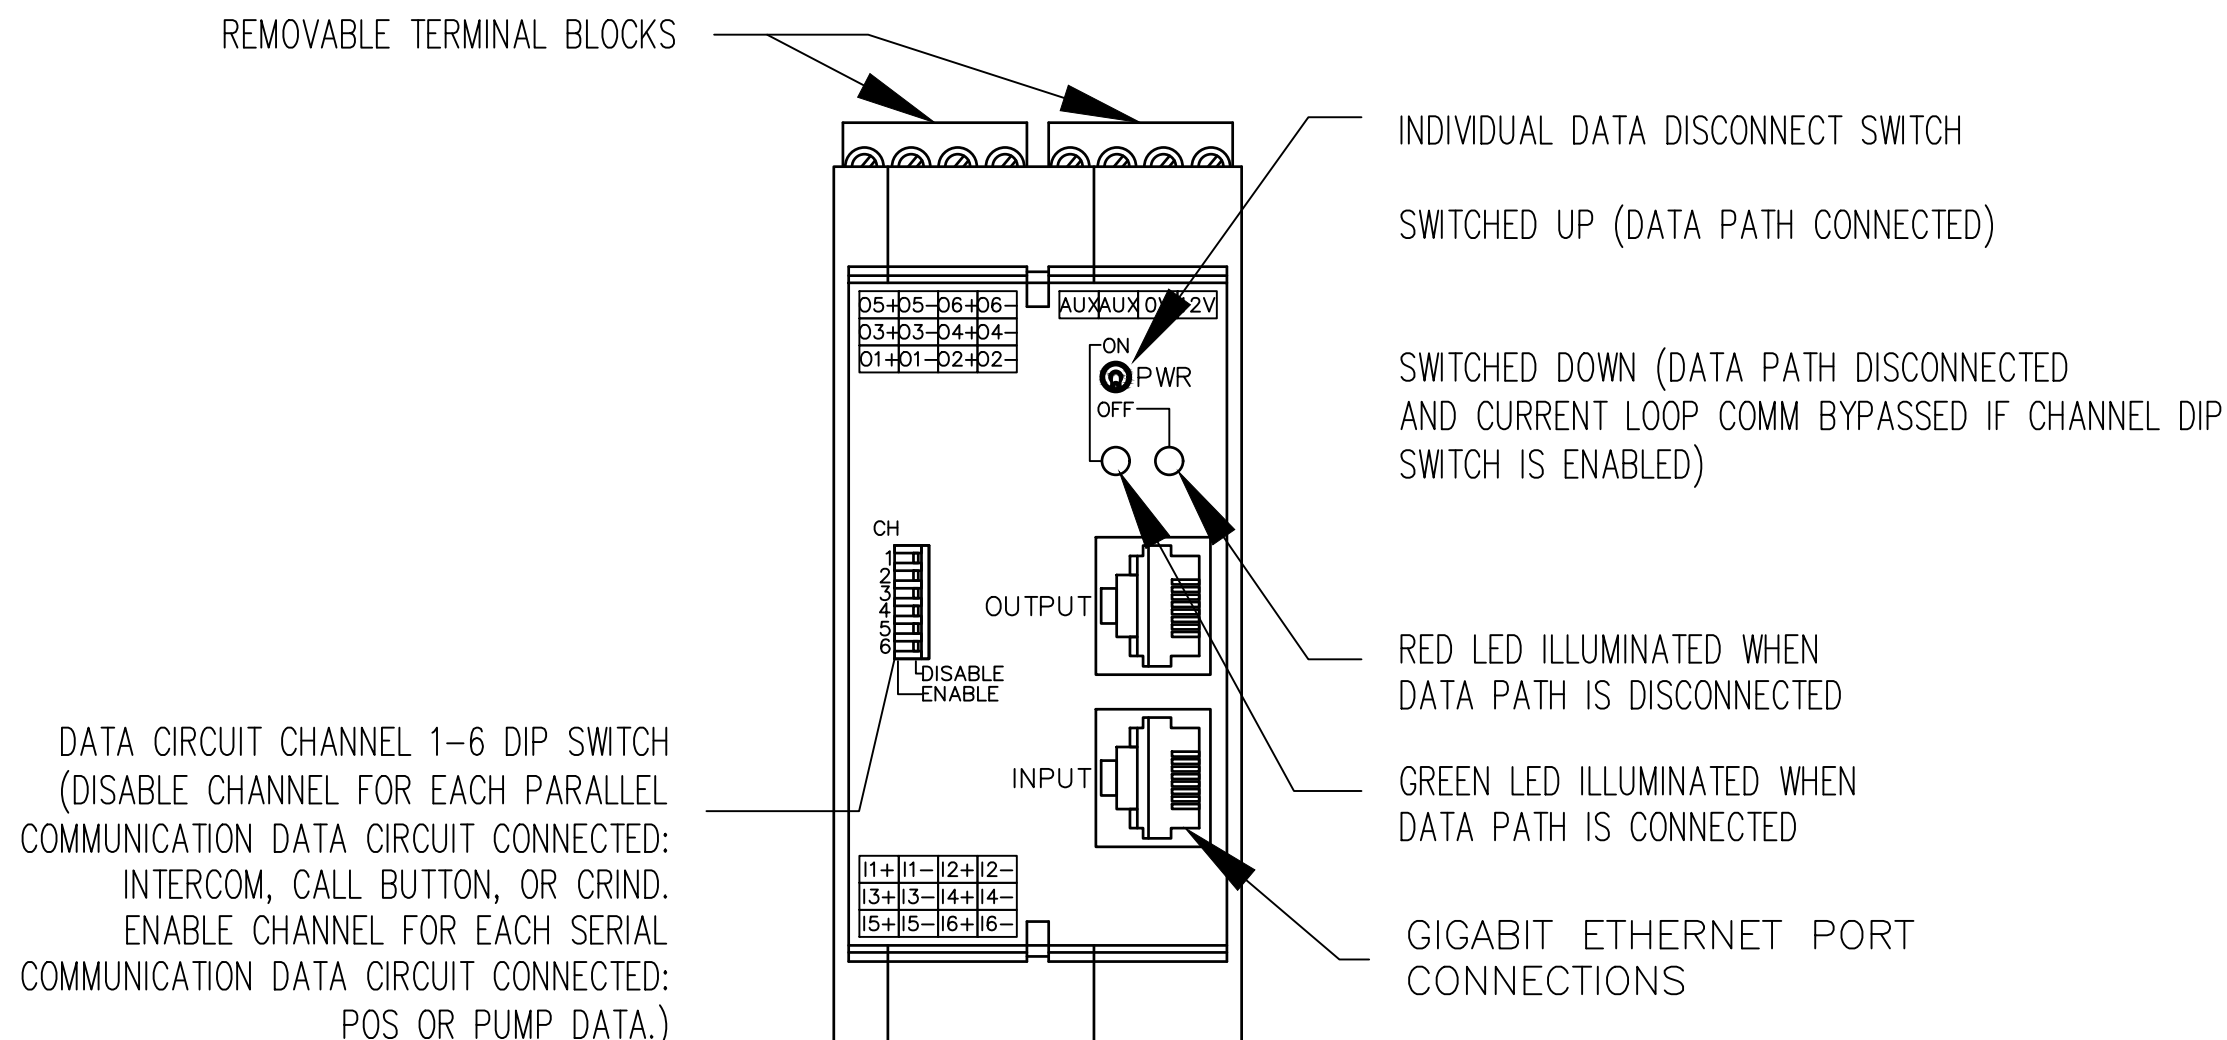 REMOVABLE TERMINAL BLOCKS
INDIVIDUAL DATA DISCONNECT SWITCH
SWITCHED UP (DATA PATH CONNECTED)
SWITCHED DOWN (DATA PATH DISCONNECTED
AND CURRENT LOOP COMM BYPASSED IF CHANNEL DIP
SWITCH IS ENABLED)
O5+ O5- O6+ O6-
O3+ O3- O4+ O4-
O1+ O1- O2+ O2-
AUX AUX 0V 12V
ON
PWR
OFF
CH
1
2
3
4
5
6
DISABLE
ENABLE
OUTPUT
INPUT
RED LED ILLUMINATED WHEN
DATA PATH IS DISCONNECTED
GREEN LED ILLUMINATED WHEN
DATA PATH IS CONNECTED
DATA CIRCUIT CHANNEL 1-6 DIP SWITCH
(DISABLE CHANNEL FOR EACH PARALLEL
COMMUNICATION DATA CIRCUIT CONNECTED:
INTERCOM, CALL BUTTON, OR CRIND.
ENABLE CHANNEL FOR EACH SERIAL
COMMUNICATION DATA CIRCUIT CONNECTED:
POS OR PUMP DATA.)
I1+ I1- I2+ I2-
I3+ I3- I4+ I4-
I5+ I5- I6+ I6-
GIGABIT ETHERNET PORT
CONNECTIONS